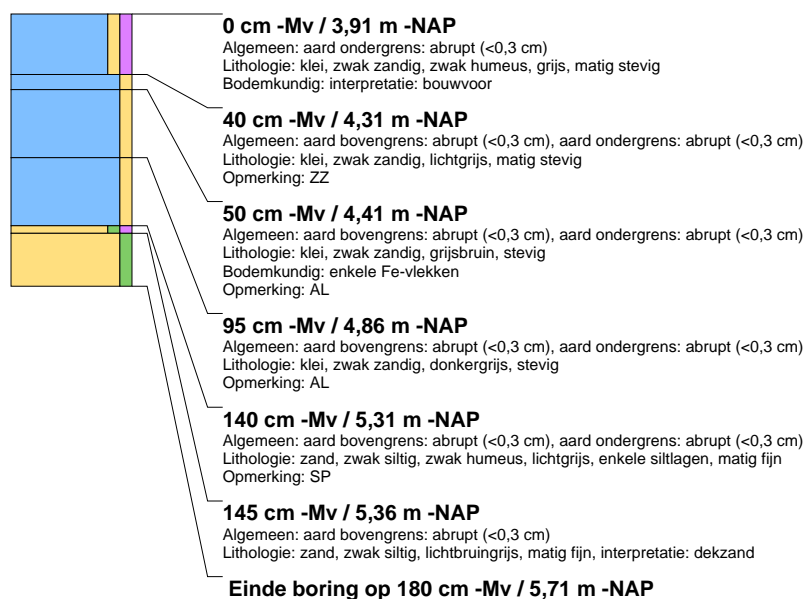 0 cm -Mv / 3,91 m -NAP
Algemeen: aard ondergrens: abrupt (<0,3 cm)
Lithologie: klei, zwak zandig, zwak humeus, grijs, matig stevig
Bodemkundig: interpretatie: bouwvoor
40 cm -Mv / 4,31 m -NAP
Algemeen: aard bovengrens: abrupt (<0,3 cm), aard ondergrens: abrupt (<0,3 cm)
Lithologie: klei, zwak zandig, lichtgrijs, matig stevig
Opmerking: ZZ
50 cm -Mv / 4,41 m -NAP
Algemeen: aard bovengrens: abrupt (<0,3 cm), aard ondergrens: abrupt (<0,3 cm)
Lithologie: klei, zwak zandig, grijsbruin, stevig
Bodemkundig: enkele Fe-vlekken
Opmerking: AL
95 cm -Mv / 4,86 m -NAP
Algemeen: aard bovengrens: abrupt (<0,3 cm), aard ondergrens: abrupt (<0,3 cm)
Lithologie: klei, zwak zandig, donkergrijs, stevig
Opmerking: AL
140 cm -Mv / 5,31 m -NAP
Algemeen: aard bovengrens: abrupt (<0,3 cm), aard ondergrens: abrupt (<0,3 cm)
Lithologie: zand, zwak siltig, zwak humeus, lichtgrijs, enkele siltlagen, matig fijn
Opmerking: SP
145 cm -Mv / 5,36 m -NAP
Algemeen: aard bovengrens: abrupt (<0,3 cm)
Lithologie: zand, zwak siltig, lichtbruingrijs, matig fijn, interpretatie: dekzand
Einde boring op 180 cm -Mv / 5,71 m -NAP